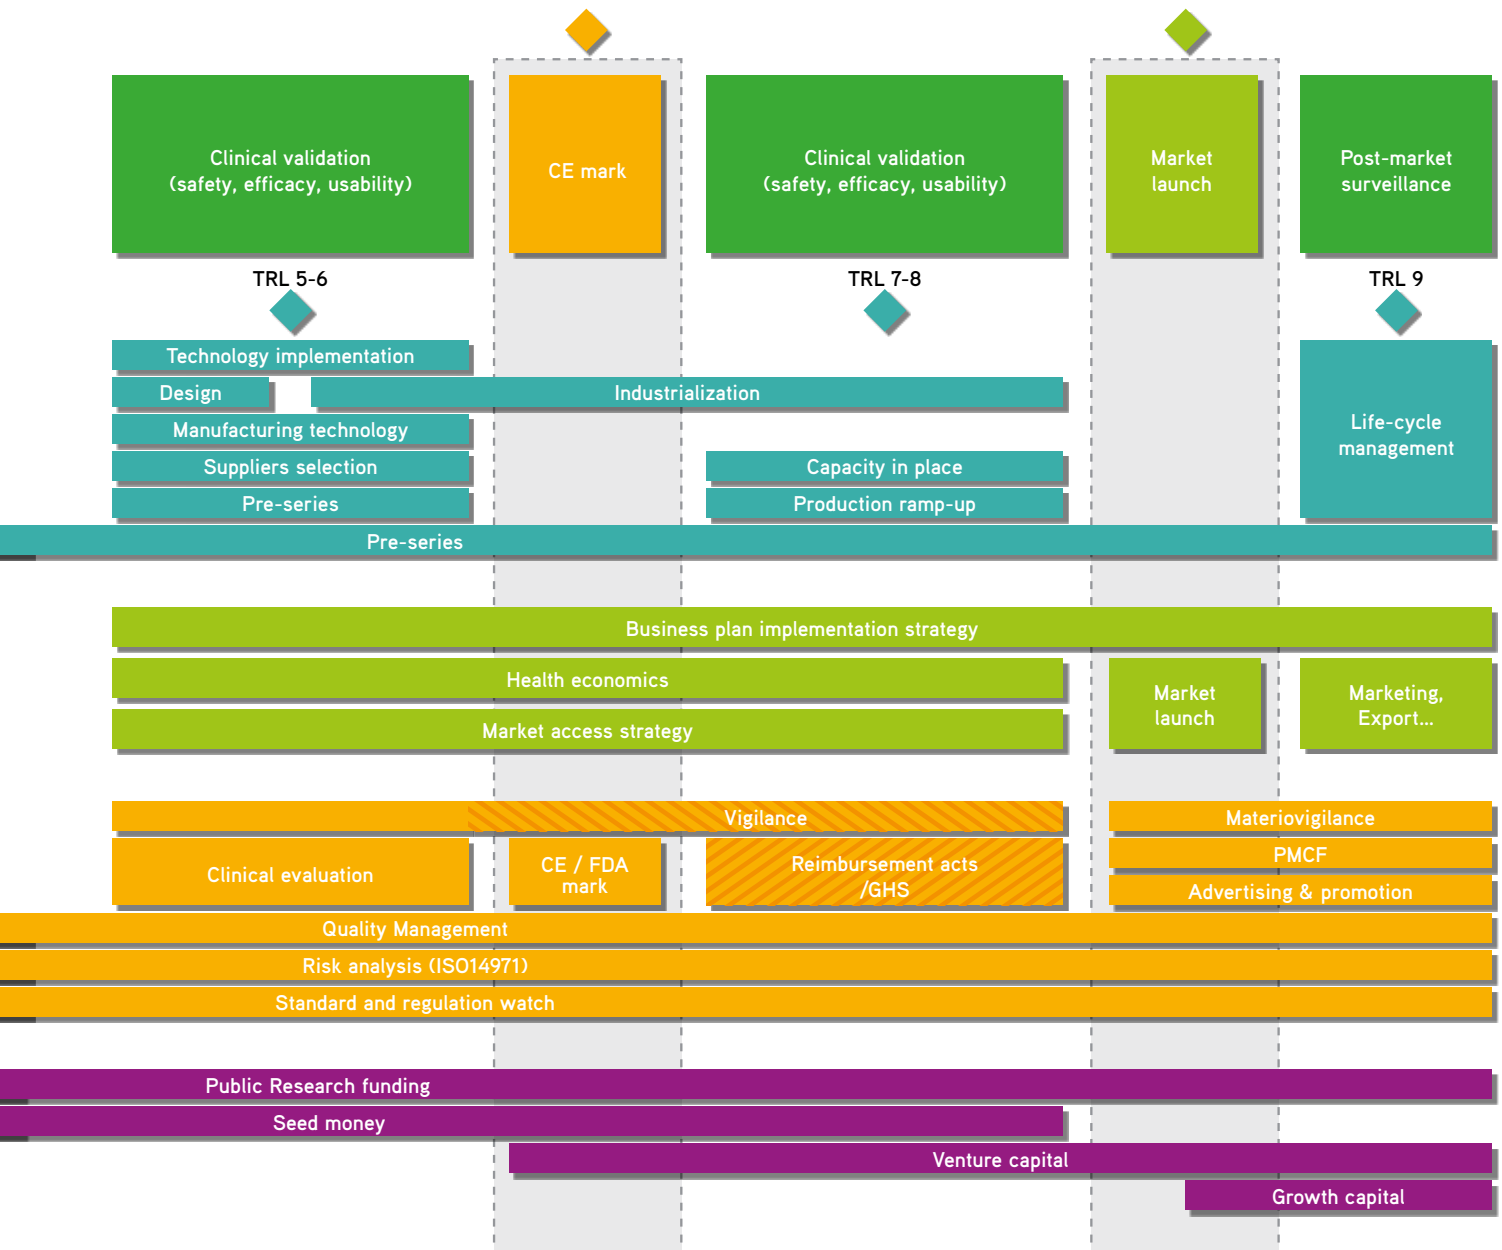 Clinical validation
(safety, efficacy, usability)
CE mark
Clinical validation
(safety, efficacy, usability)
Market
launch
Post-market
surveillance
TRL 5-6
TRL 7-8
TRL 9
Technology implementation
Design
Industrialization
Manufacturing technology
Suppliers selection
Capacity in place
Pre-series
Production ramp-up
Life-cycle
management
Pre-series
Business plan implementation strategy
Health economics
Market access strategy
Market
launch
Marketing,
Export...
Vigilance
Materiovigilance
Clinical evaluation
CE / FDA
mark
Reimbursement acts
/GHS
PMCF
Advertising & promotion
Quality Management
Risk analysis (ISO14971)
Standard and regulation watch
Public Research funding
Seed money
Venture capital
Growth capital